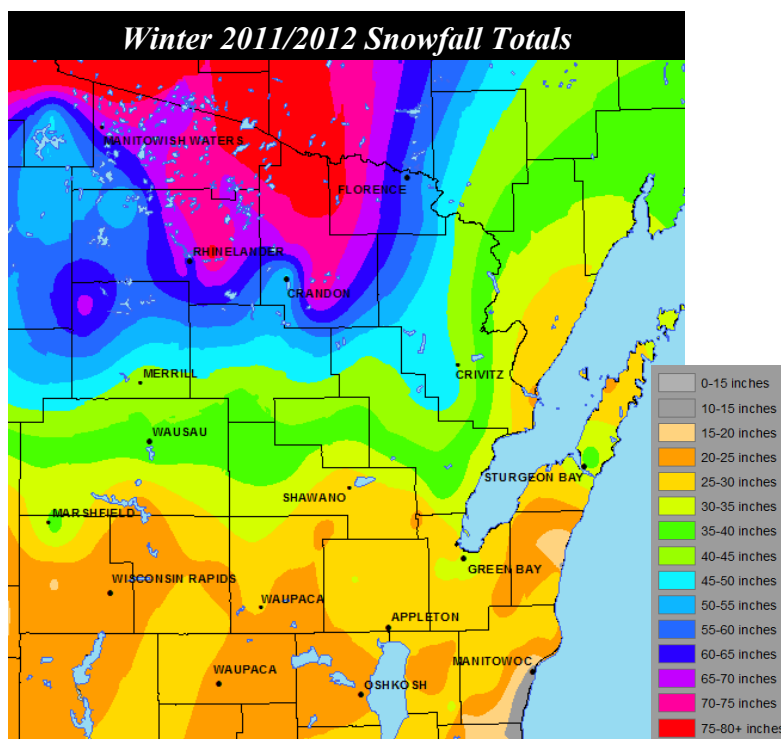 Winter 2011/2012 Snowfall Totals
MANITOWISH WATERS
FLORENCE
RHINELANDER
CRANDON
MERRILL
CRIVITZ
WAUSAU
SHAWANO
STURGEON BAY
MARSHFIELD
GREEN BAY
WISCONSIN RAPIDS
WAUPACA
APPLETON
MANITOWOC
WAUPACA
OSHKOSH
0-15 inches
10-15 inches
15-20 inches
20-25 inches
25-30 inches
30-35 inches
35-40 inches
40-45 inches
45-50 inches
50-55 inches
55-60 inches
60-65 inches
65-70 inches
70-75 inches
75-80+ inches